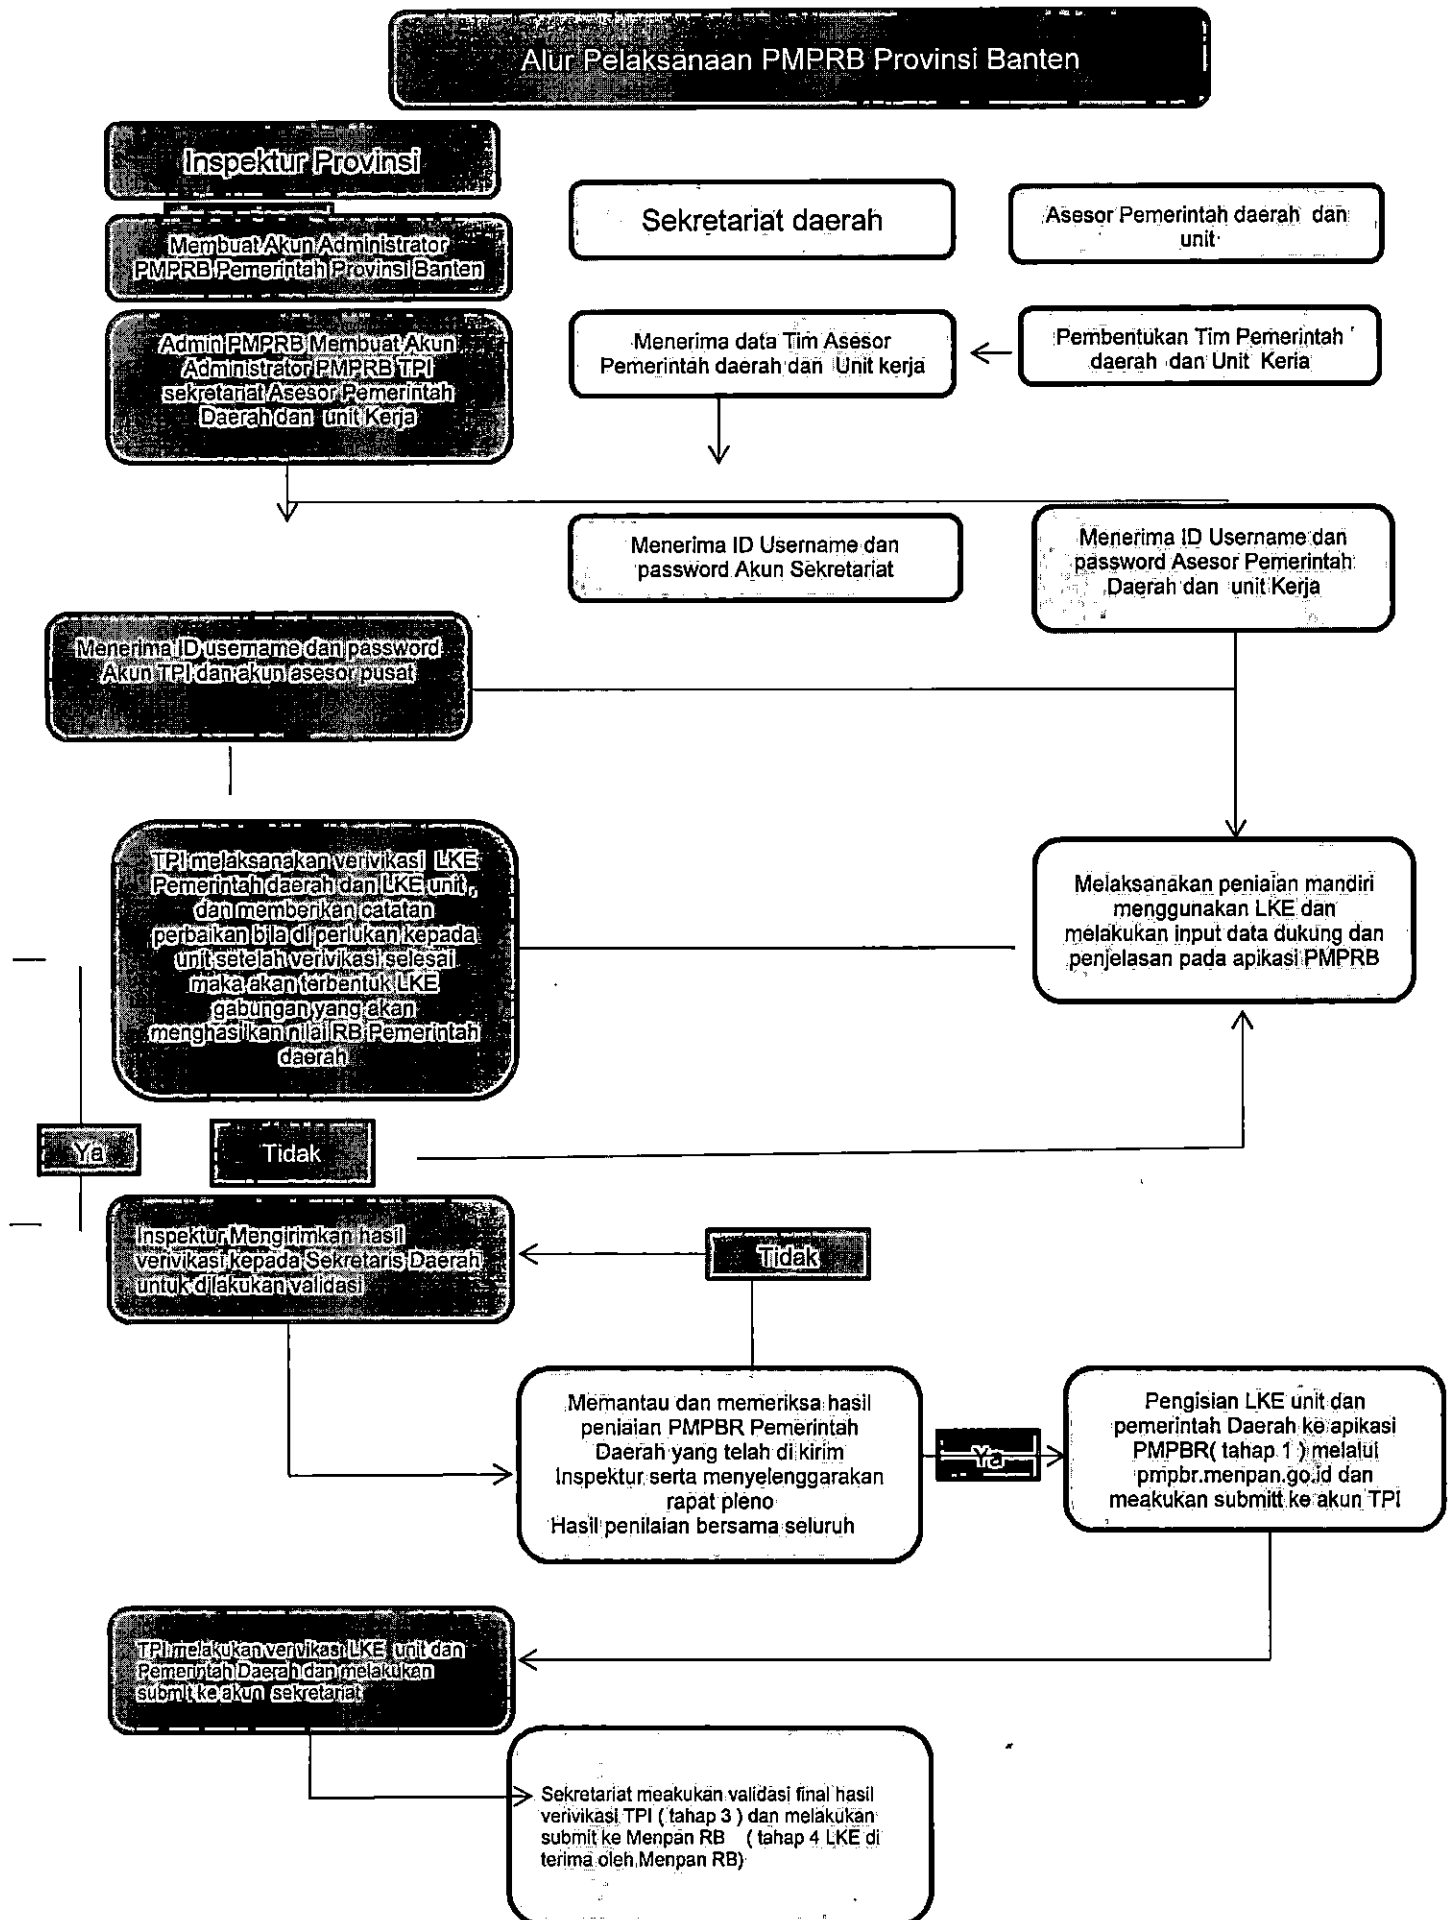 Alur Pelaksanaan PMPRB Provinsi Banten
Inspektur Provinsi
Sekretariat daerah
Asesor Pemerintah daerah dan
unit
Membuat Akun Administrator
PMPRB Pemerintah Provinsi Banten
Admin PMPRB Membuat Akun
Administrator PMPRB TPI
sekretariat Asesor Pemerintah
Daerah dan unit Kerja
Menerima data Tim Asesor
Pemerintah daerah dan Unit kerja
Pembentukan Tim Pemerintah
daerah dan Unit Kerja
Menerima ID Username dan
password Akun Sekretariat
Menerima ID Username dan
password Asesor Pemerintah
Daerah dan unit Kerja
Menerima ID username dan password
Akun TPI dan akun asesor pusat
TPI melaksanakan verivikasi LKE
Pemerintah daerah dan LKE unit ,
dan memberikan catatan
perbaikan bila di perlukan kepada
unit setelah verivikasi selesai
maka akan terbentuk LKE
gabungan yang akan
menghasilkan nilai RB Pemerintah
daerah
Melaksanakan peniaian mandiri
menggunakan LKE dan
melakukan input data dukung dan
penjelasan pada apikasi PMPRB
Ya
Tidak
Inspektur Mengirimkan hasil
verivikasi kepada Sekretaris Daerah
untuk dilakukan validasi
Tidak
Memantau dan memeriksa hasil
peniaian PMPBR Pemerintah
Daerah yang telah di kirim
Inspektur serta menyelenggarakan
rapat pleno
Hasil penilaian bersama seluruh
Ya
Pengisian LKE unit dan
pemerintah Daerah ke apikasi
PMPBR( tahap 1 ) melalui
pmpbr.menpan.go.id dan
meakukan submitt ke akun TPI
TPI melakukan verivikasi LKE unit dan
Pemerintah Daerah dan melakukan
submit ke akun sekretariat
Sekretariat meakukan validasi final hasil
verivikasi TPI ( tahap 3 ) dan melakukan
submit ke Menpan RB ( tahap 4 LKE di
terima oleh Menpan RB)